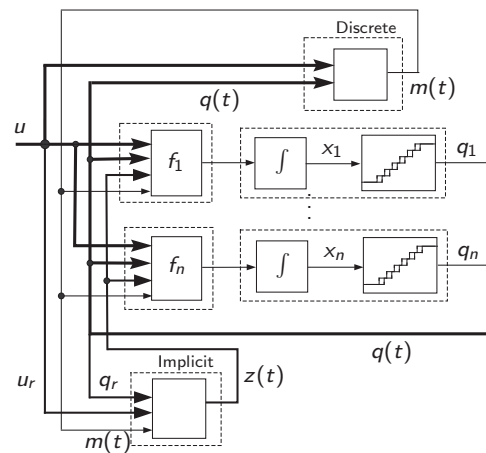 Discrete
m(t)
q(t)
u
f₁
∫
x₁
q₁
⋮
fₙ
∫
xₙ
qₙ
q(t)
Implicit
uᵣ
qᵣ
z(t)
m(t)